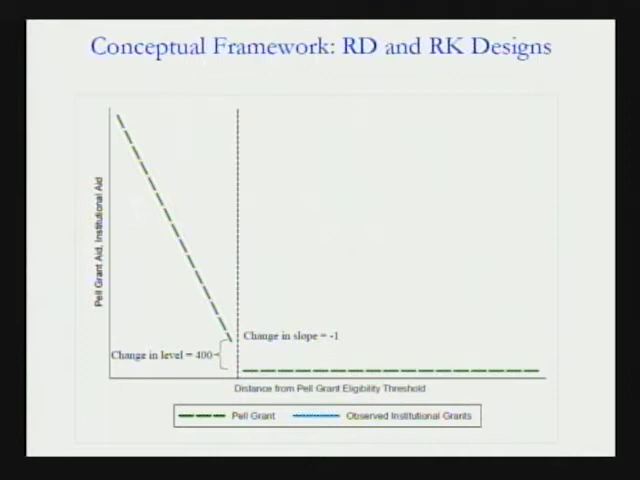 Conceptual Framework: RD and RK Designs
Pell Grant Aid, Institutional Aid
Change in slope = -1
Change in level = 400
Distance from Pell Grant Eligibility Threshold
Pell Grant
Observed Institutional Grants